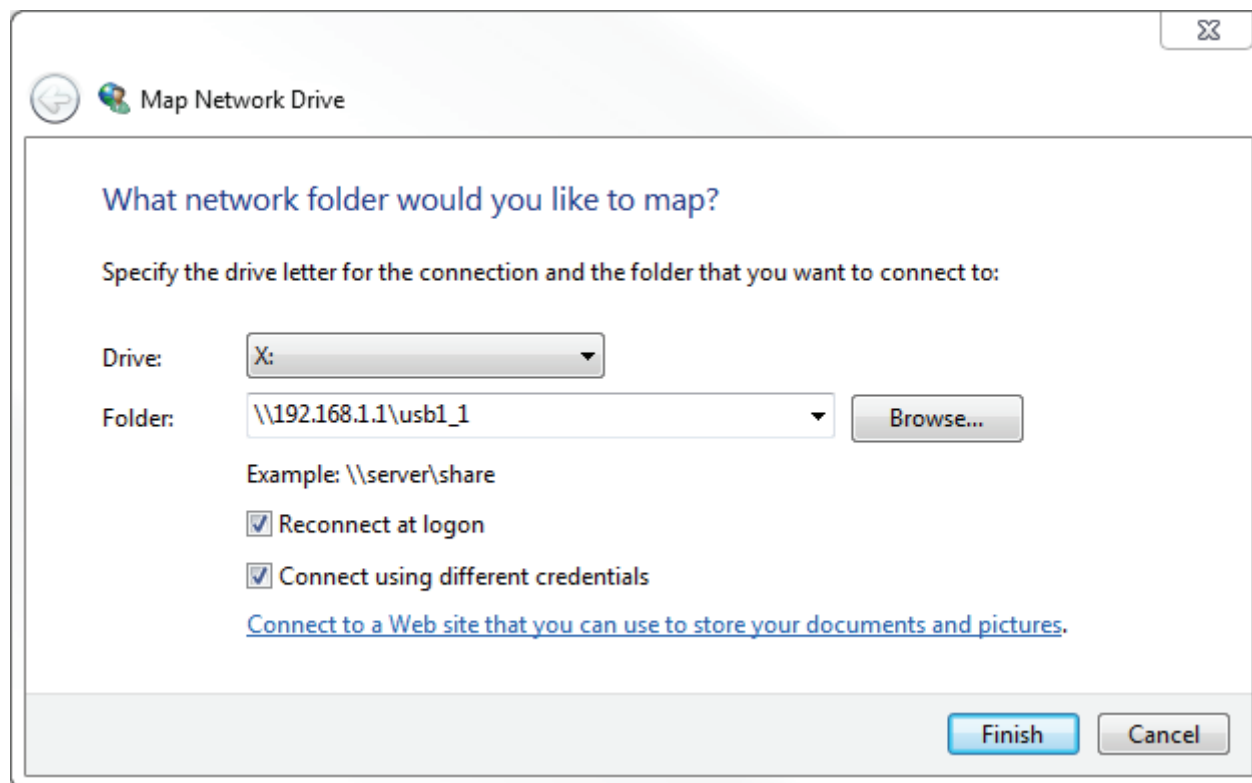 Map Network Drive
What network folder would you like to map?
Specify the drive letter for the connection and the folder that you want to connect to:
Drive: X:
Folder: \\192.168.1.1\usb1_1 Browse...
Example: \\server\share
Reconnect at logon
Connect using different credentials
Connect to a Web site that you can use to store your documents and pictures.
Finish Cancel